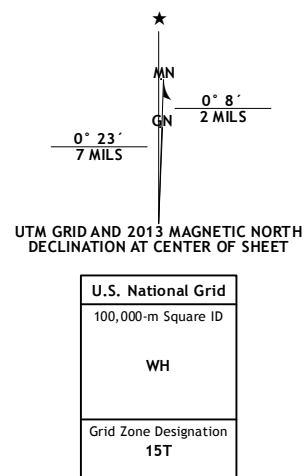 ★
MN
0° 8´
2 MILS
GN
0° 23´
7 MILS
UTM GRID AND 2013 MAGNETIC NORTH
DECLINATION AT CENTER OF SHEET
U.S. National Grid
100,000-m Square ID
WH
Grid Zone Designation
15T